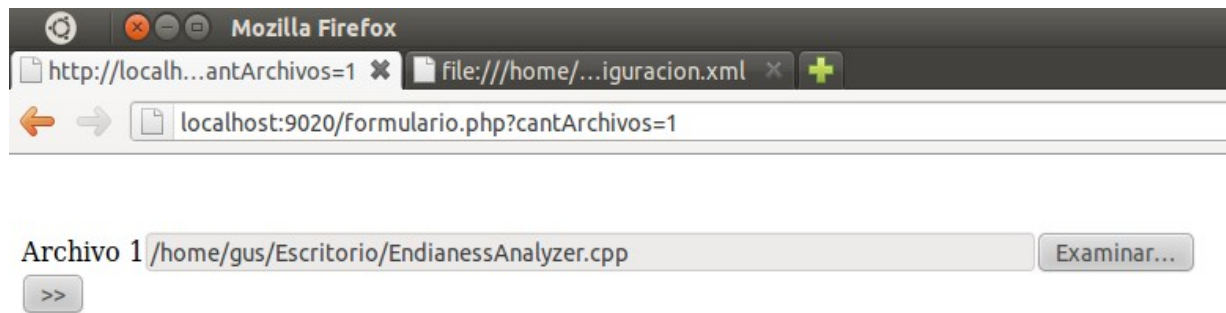 Mozilla Firefox
http://localh...antArchivos=1 file:///home/...iguracion.xml
localhost:9020/formulario.php?cantArchivos=1
Archivo 1 /home/gus/Escritorio/EndianessAnalyzer.cpp Examinar...
>>